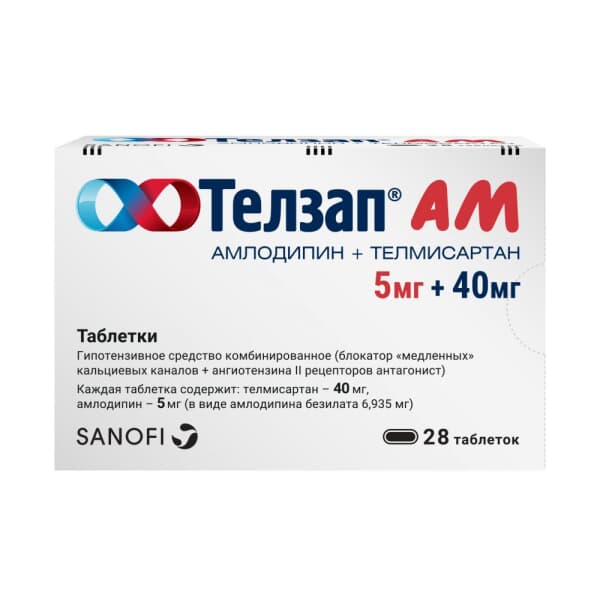 SANOFI
Телзап® АМ
АМЛОДИПИН + ТЕЛМИСАРТАН
5мг + 40мг
Таблетки
Гипотензивное средство комбинированное (блокатор «медленных»
кальциевых каналов + ангиотензина II рецепторов антагонист)
Каждая таблетка содержит: телмисартан – 40 мг,
амлодипин – 5 мг (в виде амлодипина безилата 6,935 мг)
SANOFI
28 таблеток